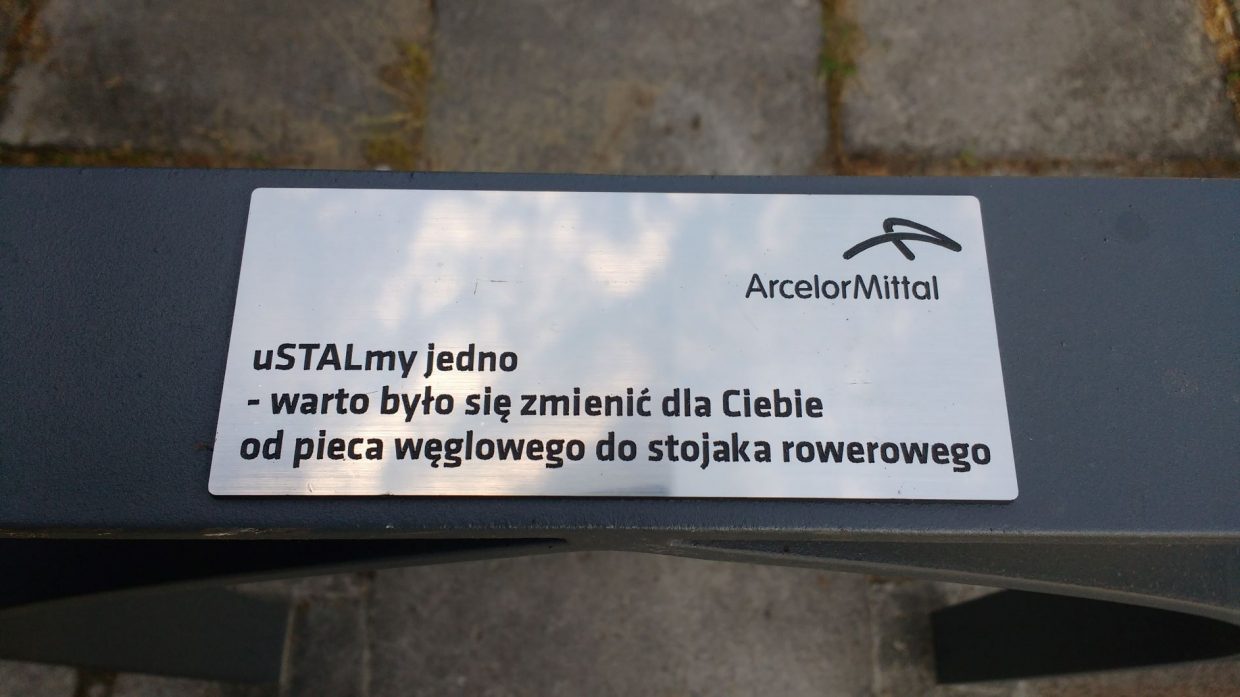 ArcelorMittal
uSTALmy jedno
- warto było się zmienić dla Ciebie
od pieca węglowego do stojaka rowerowego